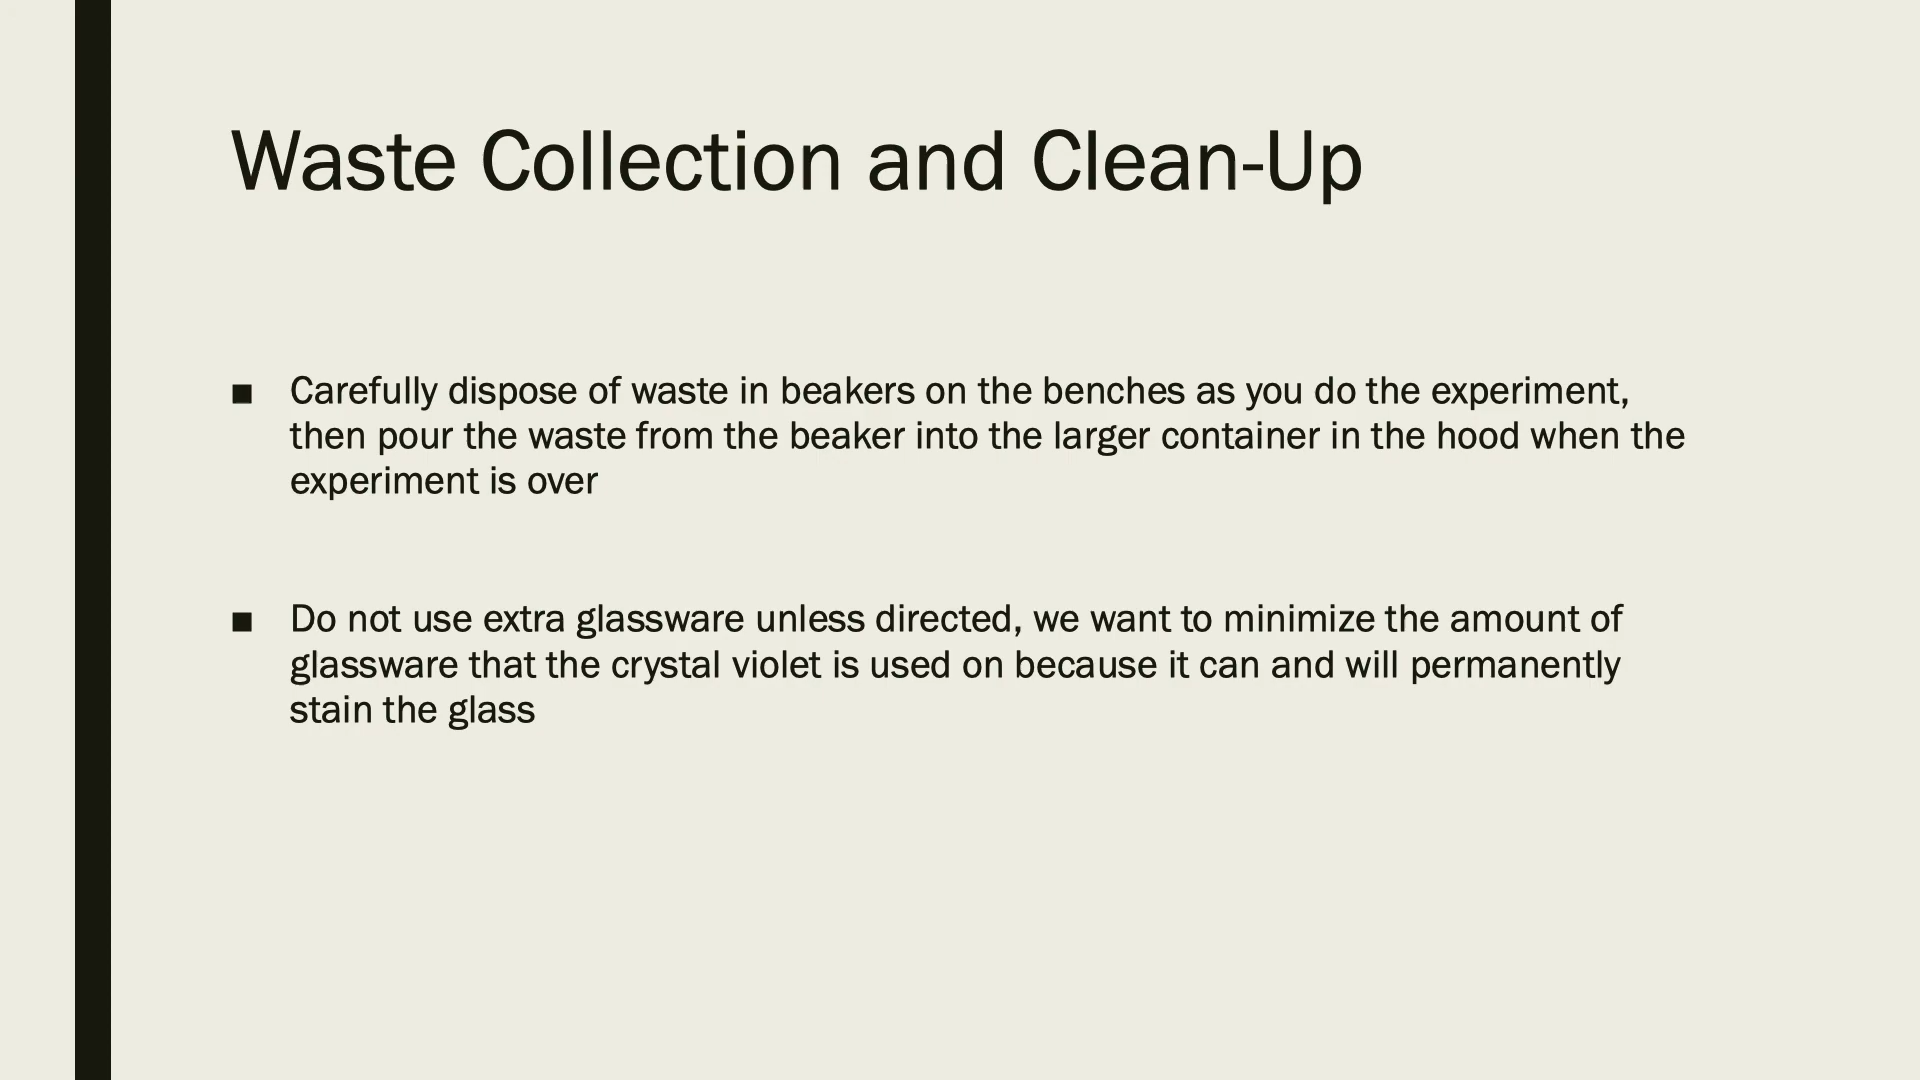 Waste Collection and Clean-Up
■ Carefully dispose of waste in beakers on the benches as you do the experiment,
then pour the waste from the beaker into the larger container in the hood when the
experiment is over
■ Do not use extra glassware unless directed, we want to minimize the amount of
glassware that the crystal violet is used on because it can and will permanently
stain the glass